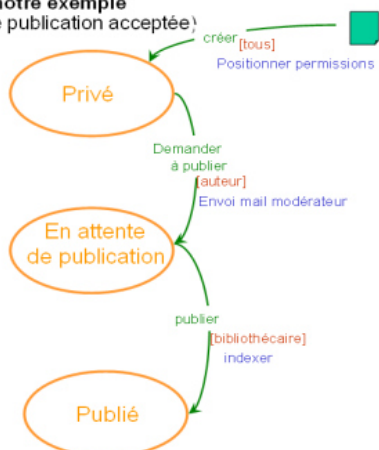 notre exemple
e publication acceptée)
créer
[tous]
Positionner permissions
Privé
Demander
à publier
[auteur]
Envoi mail modérateur
En attente
de publication
publier
[bibliothécaire]
indexer
Publié